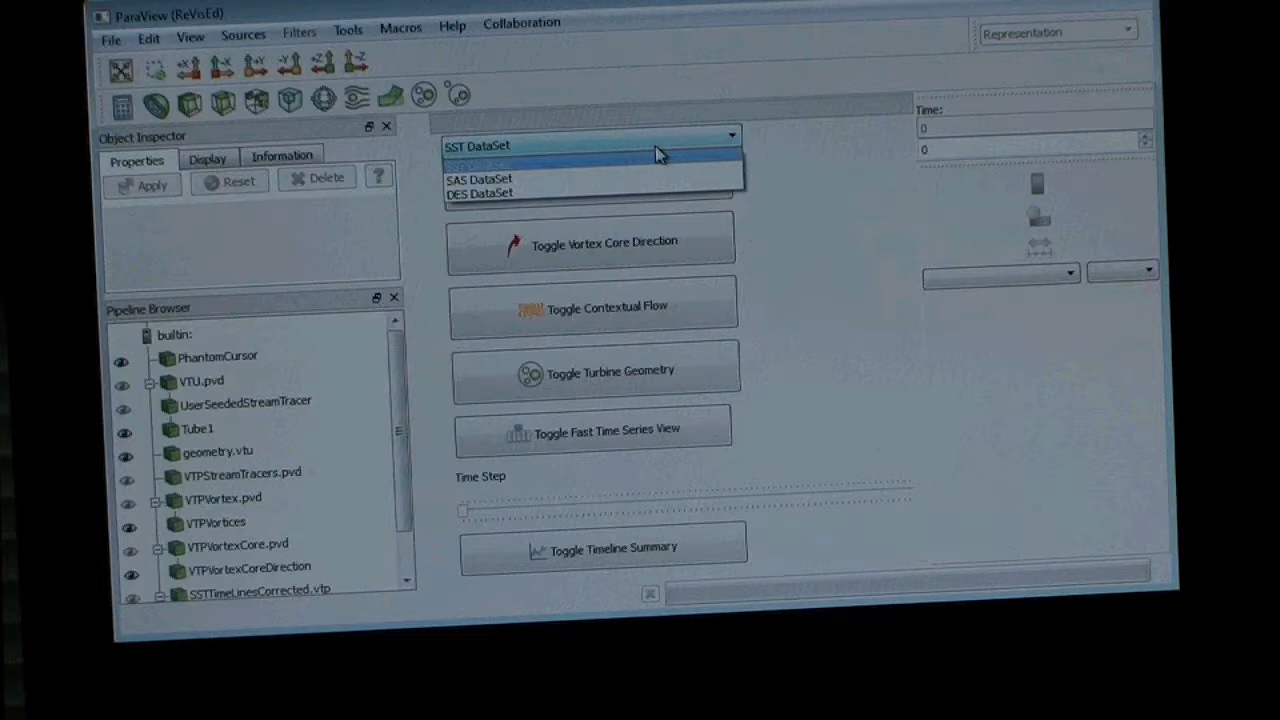 ParaView (ReVisEd)
File Edit View Sources Filters Tools Macros Help Collaboration
Representation
Object Inspector
Properties Display Information
Apply Reset Delete ?
Pipeline Browser
builtin:
PhantomCursor
VTU.pvd
UserSeededStreamTracer
Tube1
geometry.vtu
VTPStreamTracers.pvd
VTPVortex.pvd
VTPVortices
VTPVortexCore.pvd
VTPVortexCoreDirection
SSTTimeLinesCorrected.vtp
SST DataSet
SAS DataSet
DES DataSet
Toggle Vortex Core Direction
Toggle Contextual Flow
Toggle Turbine Geometry
Toggle Fast Time Series View
Time Step
Toggle Timeline Summary
Time:
0
0